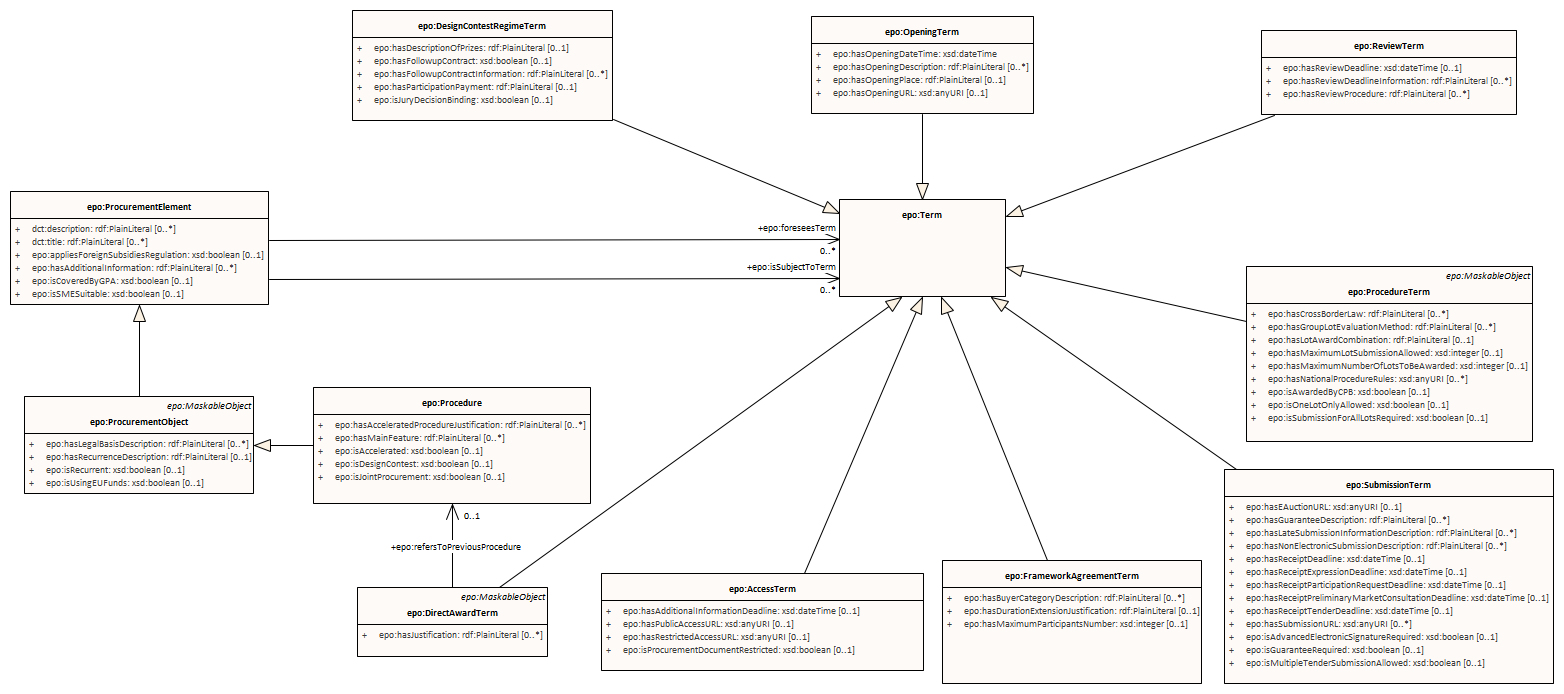 epo:DesignContestRegimeTerm
+ epo:hasDescriptionOfPrizes: rdf:PlainLiteral [0..1]
+ epo:hasFollowupContract: xsd:boolean [0..1]
+ epo:hasFollowupContractInformation: rdf:PlainLiteral [0..*]
+ epo:hasParticipationPayment: rdf:PlainLiteral [0..1]
+ epo:isJuryDecisionBinding: xsd:boolean [0..1]
epo:OpeningTerm
+ epo:hasOpeningDateTime: xsd:dateTime
+ epo:hasOpeningDescription: rdf:PlainLiteral [0..*]
+ epo:hasOpeningPlace: rdf:PlainLiteral [0..1]
+ epo:hasOpeningURL: xsd:anyURI [0..1]
epo:ReviewTerm
+ epo:hasReviewDeadline: xsd:dateTime [0..1]
+ epo:hasReviewDeadlineInformation: rdf:PlainLiteral [0..*]
+ epo:hasReviewProcedure: rdf:PlainLiteral [0..*]
epo:ProcurementElement
+ dct:description: rdf:PlainLiteral [0..*]
+ dct:title: rdf:PlainLiteral [0..*]
+ epo:appliesForeignSubsidiesRegulation: xsd:boolean [0..1]
+ epo:hasAdditionalInformation: rdf:PlainLiteral [0..*]
+ epo:isCoveredByGPA: xsd:boolean [0..1]
+ epo:isSMESuitable: xsd:boolean [0..1]
+epo:foreseesTerm
0..*
+epo:isSubjectToTerm
0..*
epo:Term
epo:MaskableObject
epo:ProcedureTerm
+ epo:hasCrossBorderLaw: rdf:PlainLiteral [0..*]
+ epo:hasGroupLotEvaluationMethod: rdf:PlainLiteral [0..*]
+ epo:hasLotAwardCombination: rdf:PlainLiteral [0..1]
+ epo:hasMaximumLotSubmissionAllowed: xsd:integer [0..1]
+ epo:hasMaximumNumberOfLotsToBeAwarded: xsd:integer [0..1]
+ epo:hasNationalProcedureRules: xsd:anyURI [0..*]
+ epo:isAwardedByCPB: xsd:boolean [0..1]
+ epo:isOneLotOnlyAllowed: xsd:boolean [0..1]
+ epo:isSubmissionForAllLotsRequired: xsd:boolean [0..1]
epo:MaskableObject
epo:ProcurementObject
+ epo:hasLegalBasisDescription: rdf:PlainLiteral [0..*]
+ epo:hasRecurrenceDescription: rdf:PlainLiteral [0..1]
+ epo:isRecurrent: xsd:boolean [0..1]
+ epo:isUsingEUFunds: xsd:boolean [0..1]
epo:Procedure
+ epo:hasAcceleratedProcedureJustification: rdf:PlainLiteral [0..*]
+ epo:hasMainFeature: rdf:PlainLiteral [0..*]
+ epo:isAccelerated: xsd:boolean [0..1]
+ epo:isDesignContest: xsd:boolean [0..1]
+ epo:isJointProcurement: xsd:boolean [0..1]
0..1
+epo:refersToPreviousProcedure
epo:MaskableObject
epo:DirectAwardTerm
+ epo:hasJustification: rdf:PlainLiteral [0..*]
epo:AccessTerm
+ epo:hasAdditionalInformationDeadline: xsd:dateTime [0..1]
+ epo:hasPublicAccessURL: xsd:anyURI [0..1]
+ epo:hasRestrictedAccessURL: xsd:anyURI [0..1]
+ epo:isProcurementDocumentRestricted: xsd:boolean [0..1]
epo:FrameworkAgreementTerm
+ epo:hasBuyerCategoryDescription: rdf:PlainLiteral [0..*]
+ epo:hasDurationExtensionJustification: rdf:PlainLiteral [0..1]
+ epo:hasMaximumParticipantsNumber: xsd:integer [0..1]
epo:SubmissionTerm
+ epo:hasEAuctionURL: xsd:anyURI [0..1]
+ epo:hasGuaranteeDescription: rdf:PlainLiteral [0..*]
+ epo:hasLateSubmissionInformationDescription: rdf:PlainLiteral [0..*]
+ epo:hasNonElectronicSubmissionDescription: rdf:PlainLiteral [0..*]
+ epo:hasReceiptDeadline: xsd:dateTime [0..1]
+ epo:hasReceiptExpressionDeadline: xsd:dateTime [0..1]
+ epo:hasReceiptParticipationRequestDeadline: xsd:dateTime [0..1]
+ epo:hasReceiptPreliminaryMarketConsultationDeadline: xsd:dateTime [0..1]
+ epo:hasReceiptTenderDeadline: xsd:dateTime [0..1]
+ epo:hasSubmissionURL: xsd:anyURI [0..*]
+ epo:isAdvancedElectronicSignatureRequired: xsd:boolean [0..1]
+ epo:isGuaranteeRequired: xsd:boolean [0..1]
+ epo:isMultipleTenderSubmissionAllowed: xsd:boolean [0..1]